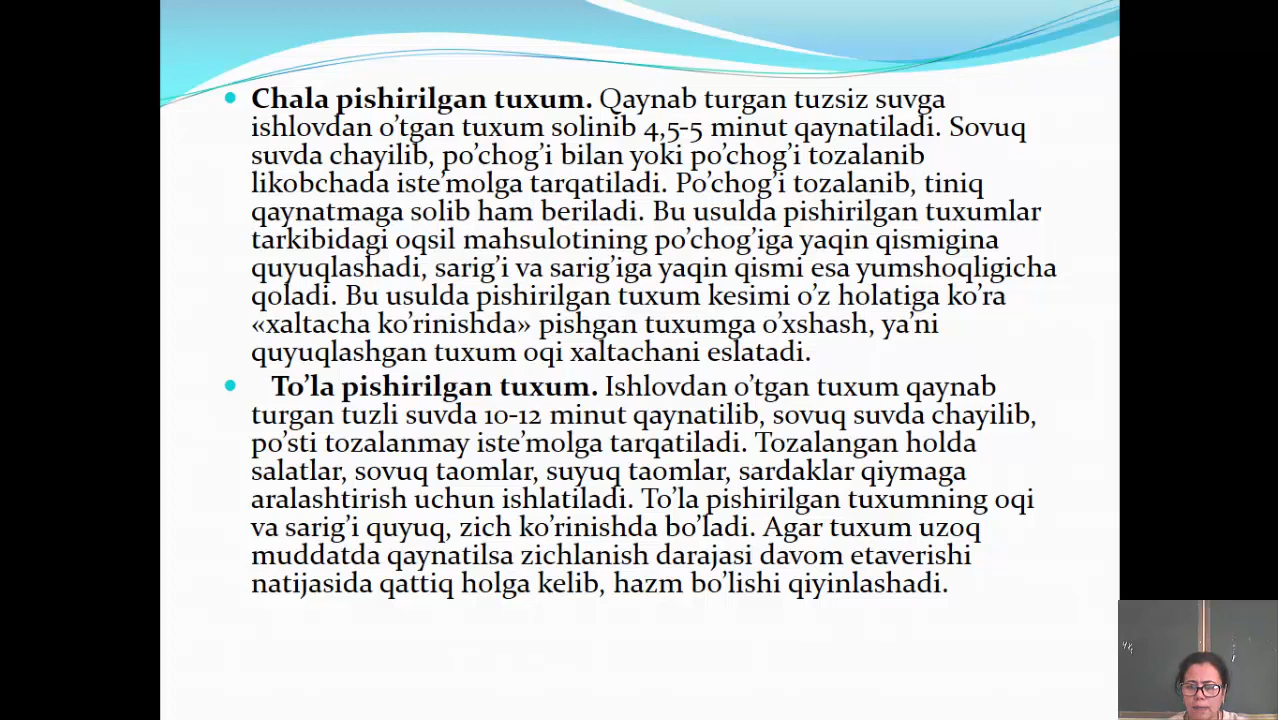 Chala pishirilgan tuxum. Qaynab turgan tuzsiz suvga
ishlovdan o’tgan tuxum solinib 4,5-5 minut qaynatiladi. Sovuq
suvda chayilib, po’chog’i bilan yoki po’chog’i tozalanib
likobchada iste’molga tarqatiladi. Po’chog’i tozalanib, tiniq
qaynatmaga solib ham beriladi. Bu usulda pishirilgan tuxumlar
tarkibidagi oqsil mahsulotining po’chog’iga yaqin qismigina
quyuqlashadi, sarig’i va sarig’iga yaqin qismi esa yumshoqligicha
qoladi. Bu usulda pishirilgan tuxum kesimi o’z holatiga ko’ra
«xaltacha ko’rinishda» pishgan tuxumga o’xshash, ya’ni
quyuqlashgan tuxum oqi xaltachani eslatadi.
To’la pishirilgan tuxum. Ishlovdan o’tgan tuxum qaynab
turgan tuzli suvda 10-12 minut qaynatilib, sovuq suvda chayilib,
po’sti tozalanmay iste’molga tarqatiladi. Tozalangan holda
salatlar, sovuq taomlar, suyuq taomlar, sardaklar qiymaga
aralashtirish uchun ishlatiladi. To’la pishirilgan tuxumning oqi
va sarig’i quyuq, zich ko’rinishda bo’ladi. Agar tuxum uzoq
muddatda qaynatilsa zichlanish darajasi davom etaverishi
natijasida qattiq holga kelib, hazm bo’lishi qiyinlashadi.